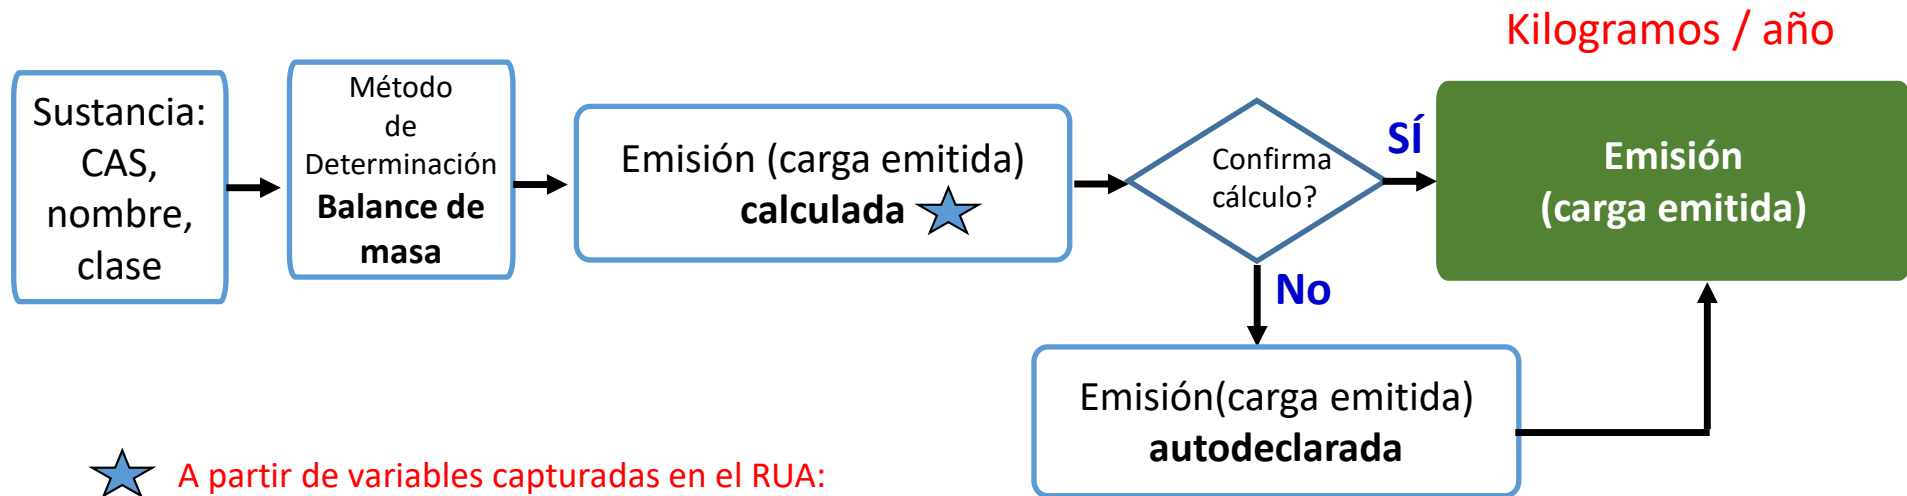 Kilogramos / año
Sustancia:
CAS,
nombre,
clase
Método
de
Determinación
Balance de
masa
Emisión (carga emitida)
calculada
Confirma
cálculo?
SÍ
Emisión
(carga emitida)
No
Emisión(carga emitida)
autodeclarada
A partir de variables capturadas en el RUA: